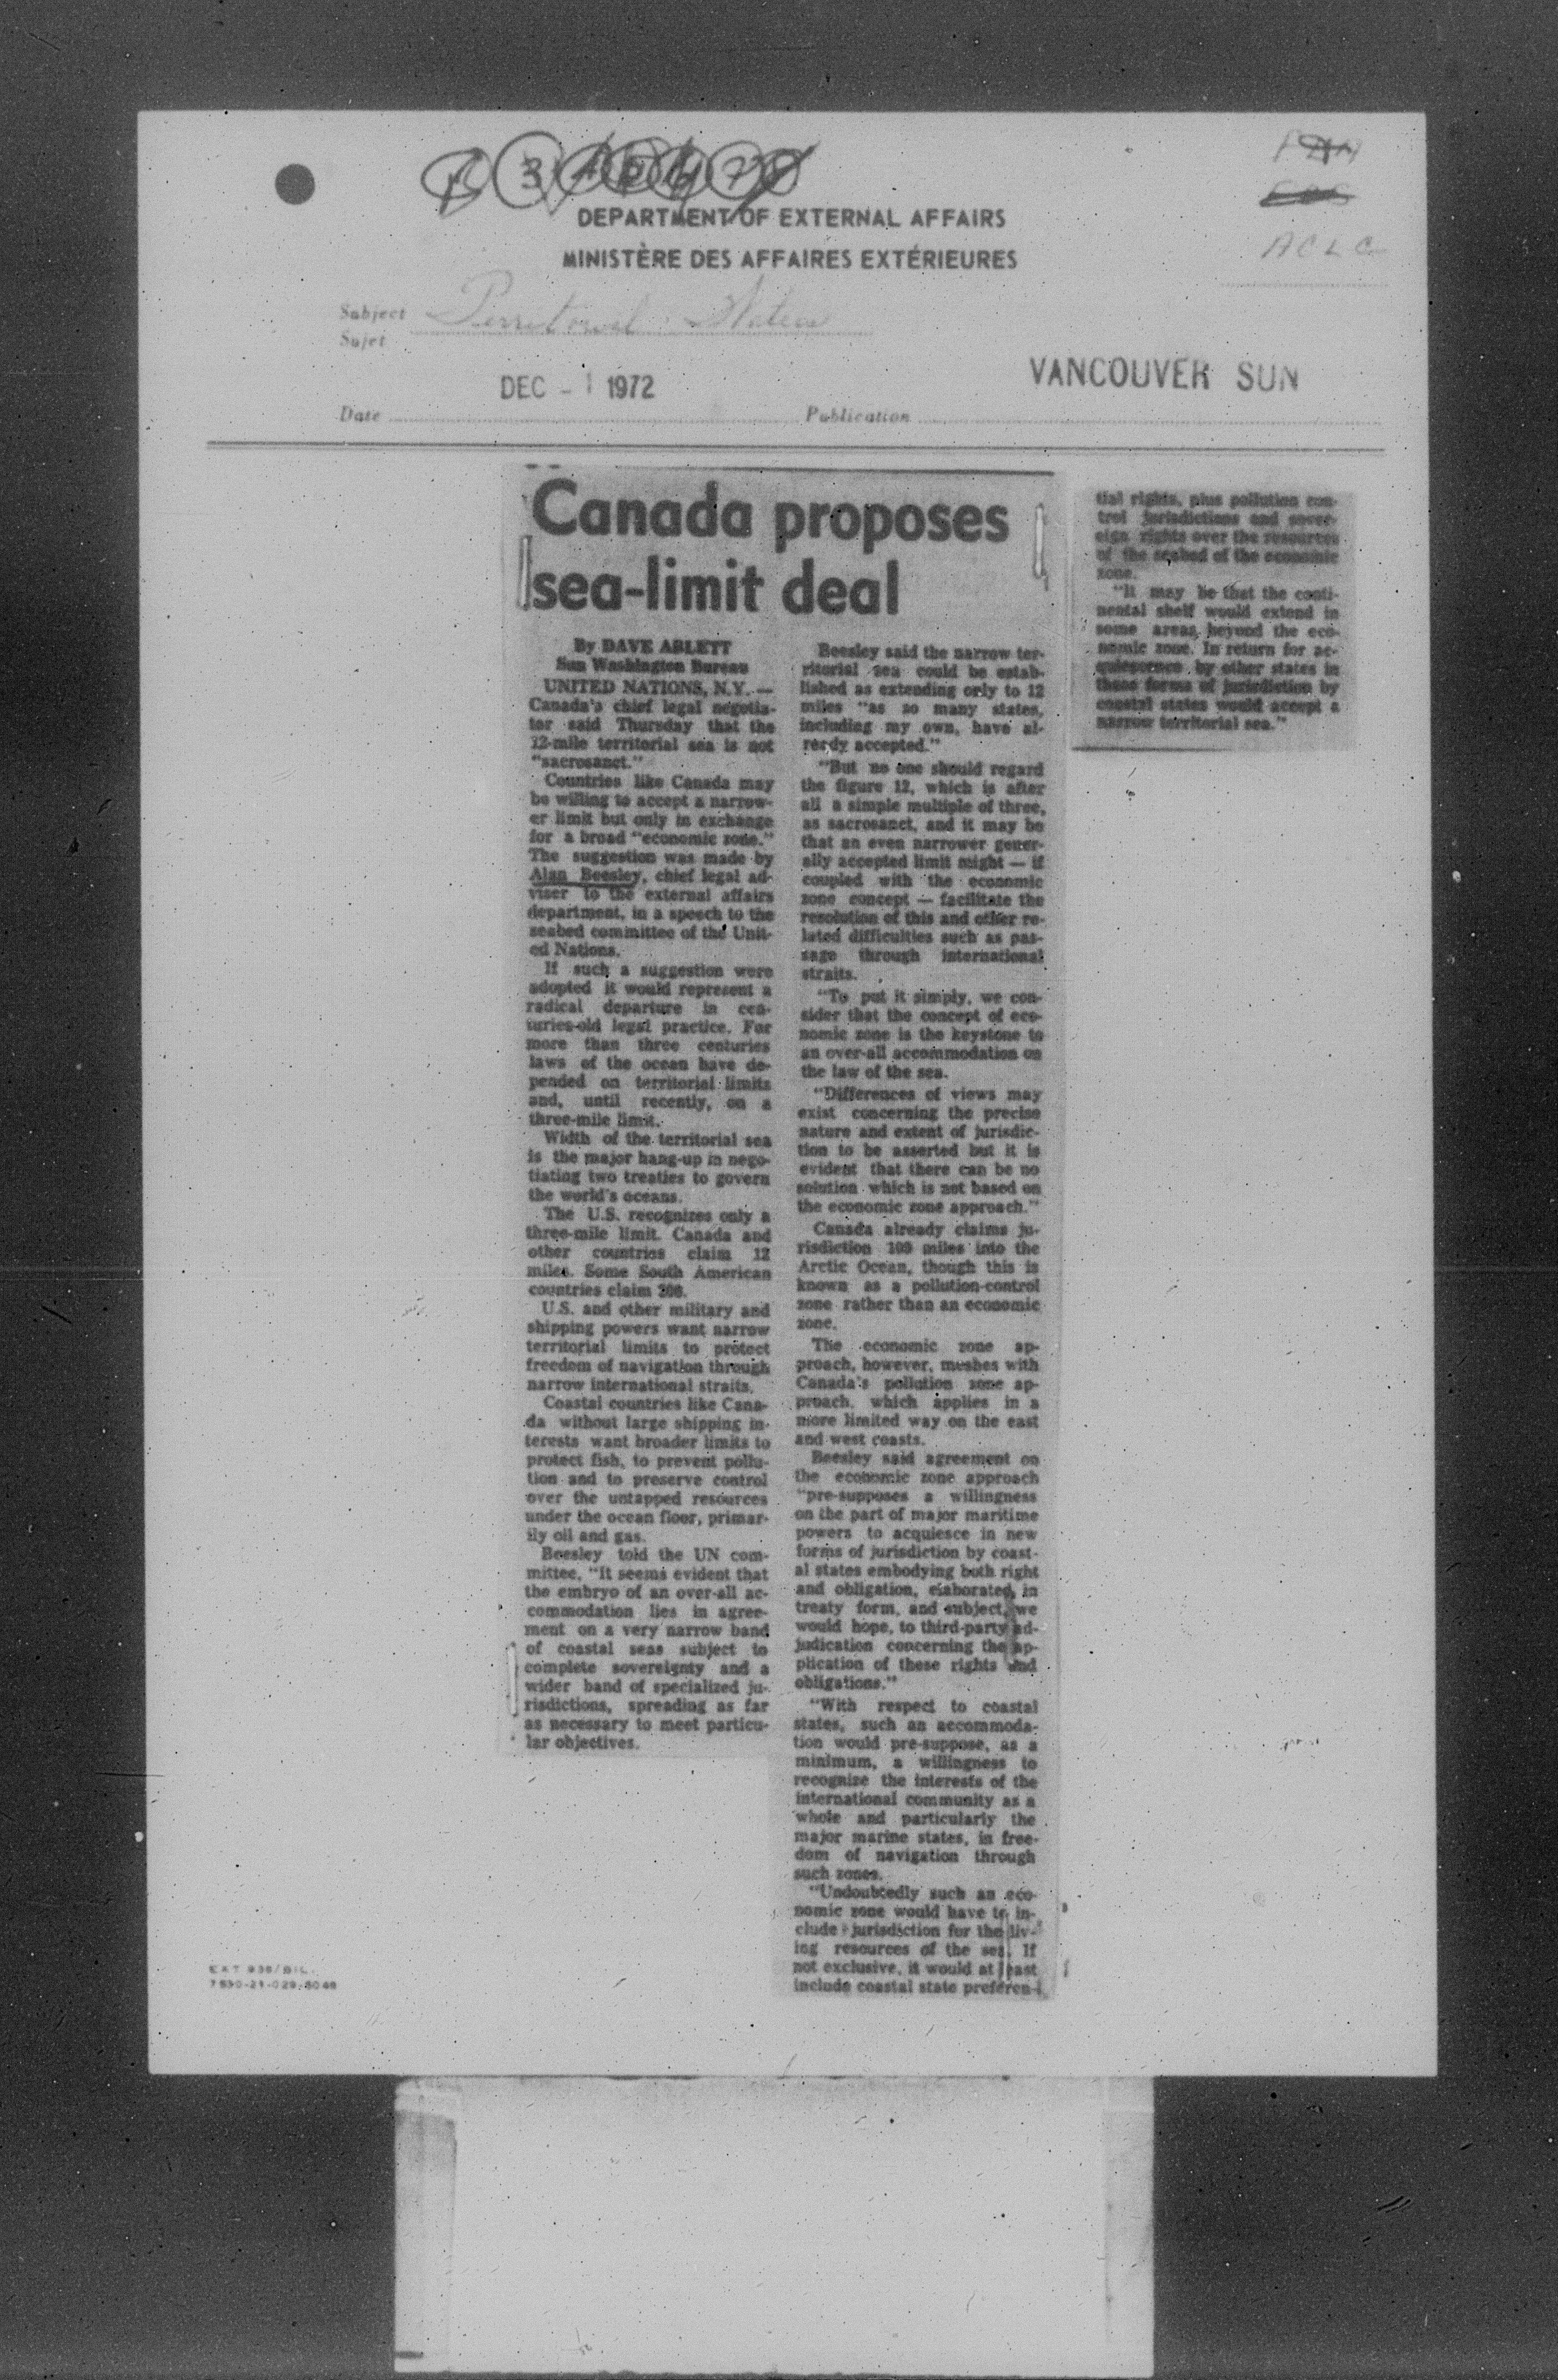 DEPARTMENT OF EXTERNAL AFFAIRS
MINISTÈRE DES AFFAIRES EXTÉRIEURES
ACLO
Subject
Sujet
Territorial Waters
DEC - 1 1972
VANCOUVER SUN
Date
Publication
Canada proposes
sea-limit deal
By DAVE ABLETT
Sun Washington Bureau
UNITED NATIONS, N.Y. —
Canada's chief legal negotia-
tor said Thursday that the
12-mile territorial sea is not
"sacrosanct."
Countries like Canada may
be willing to accept a narrow-
er limit but only in exchange
for a broad "economic zone."
The suggestion was made by
Alan Beesley, chief legal ad-
viser to the external affairs
department, in a speech to the
seabed committee of the Unit-
ed Nations.
If such a suggestion were
adopted it would represent a
radical departure in cen-
turies-old legal practice. For
more than three centuries
laws of the ocean have de-
pended on territorial limits
and, until recently, on a
three-mile limit.
Width of the territorial sea
is the major hang-up in nego-
tiating two treaties to govern
the world's oceans.
The U.S. recognizes only a
three-mile limit. Canada and
other countries claim 12
miles. Some South American
countries claim 200.
U.S. and other military and
shipping powers want narrow
territorial limits to protect
freedom of navigation through
narrow international straits.
Coastal countries like Cana-
da without large shipping in-
terests want broader limits to
protect fish, to prevent pollu-
tion and to preserve control
over the untapped resources
under the ocean floor, primar-
ily oil and gas.
Beesley told the UN com-
mittee, "It seems evident that
the embryo of an over-all ac-
commodation lies in agree-
ment on a very narrow band
of coastal seas subject to
complete sovereignty and a
wider band of specialized ju-
risdictions, spreading as far
as necessary to meet particu-
lar objectives.
Beesley said the narrow ter-
ritorial sea could be estab-
lished as extending only to 12
miles "as so many states,
including my own, have al-
ready accepted."
"But no one should regard
the figure 12, which is after
all a simple multiple of three,
as sacrosanct, and it may be
that an even narrower gener-
ally accepted limit might — if
coupled with the economic
zone concept — facilitate the
resolution of this and other re-
lated difficulties such as pas-
sage through international
straits.
"To put it simply, we con-
sider that the concept of eco-
nomic zone is the keystone to
an over-all accommodation on
the law of the sea.
"Differences of views may
exist concerning the precise
nature and extent of jurisdic-
tion to be asserted but it is
evident that there can be no
solution which is not based on
the economic zone approach."
Canada already claims ju-
risdiction 100 miles into the
Arctic Ocean, though this is
known as a pollution-control
zone rather than an economic
zone.
The economic zone ap-
proach, however, meshes with
Canada's pollution zone ap-
proach, which applies in a
more limited way on the east
and west coasts.
Beesley said agreement on
the economic zone approach
"pre-supposes a willingness
on the part of major maritime
powers to acquiesce in new
forms of jurisdiction by coast-
al states embodying both right
and obligation, elaborated in
treaty form, and subject, we
would hope, to third-party ad-
judication concerning the ap-
plication of these rights and
obligations."
"With respect to coastal
states, such an accommoda-
tion would pre-suppose, as a
minimum, a willingness to
recognize the interests of the
international community as a
whole and particularly the
major marine states, in free-
dom of navigation through
such zones.
"Undoubtedly such an eco-
nomic zone would have to in-
clude jurisdiction for the liv-
ing resources of the sea. If
not exclusive, it would at least
include coastal state preferen-
tial rights, plus pollution con-
trol jurisdictions and sover-
eign rights over the resources
of the seabed of the economic
zone.
"It may be that the conti-
nental shelf would extend in
some areas beyond the eco-
nomic zone. In return for ac-
quiescence by other states in
these forms of jurisdiction by
coastal states would accept a
narrow territorial sea."
EXT 938/BIL.
7530-21-029-5048